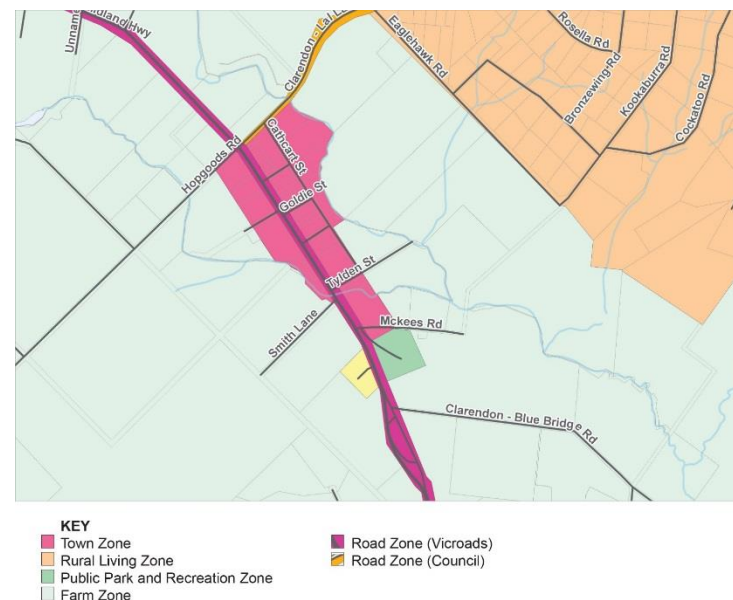 Midland Hwy
Clarendon - Lal L
Eaglehawk Rd
Rosella Rd
Bronzewing Rd
Kookaburra Rd
Cockatoo Rd
Hopgoods Rd
Cathcart St
Goldie St
Tylden St
Smith Lane
Mckees Rd
Clarendon - Blue Bridge Rd
KEY
Town Zone
Rural Living Zone
Public Park and Recreation Zone
Farm Zone
Road Zone (Vicroads)
Road Zone (Council)